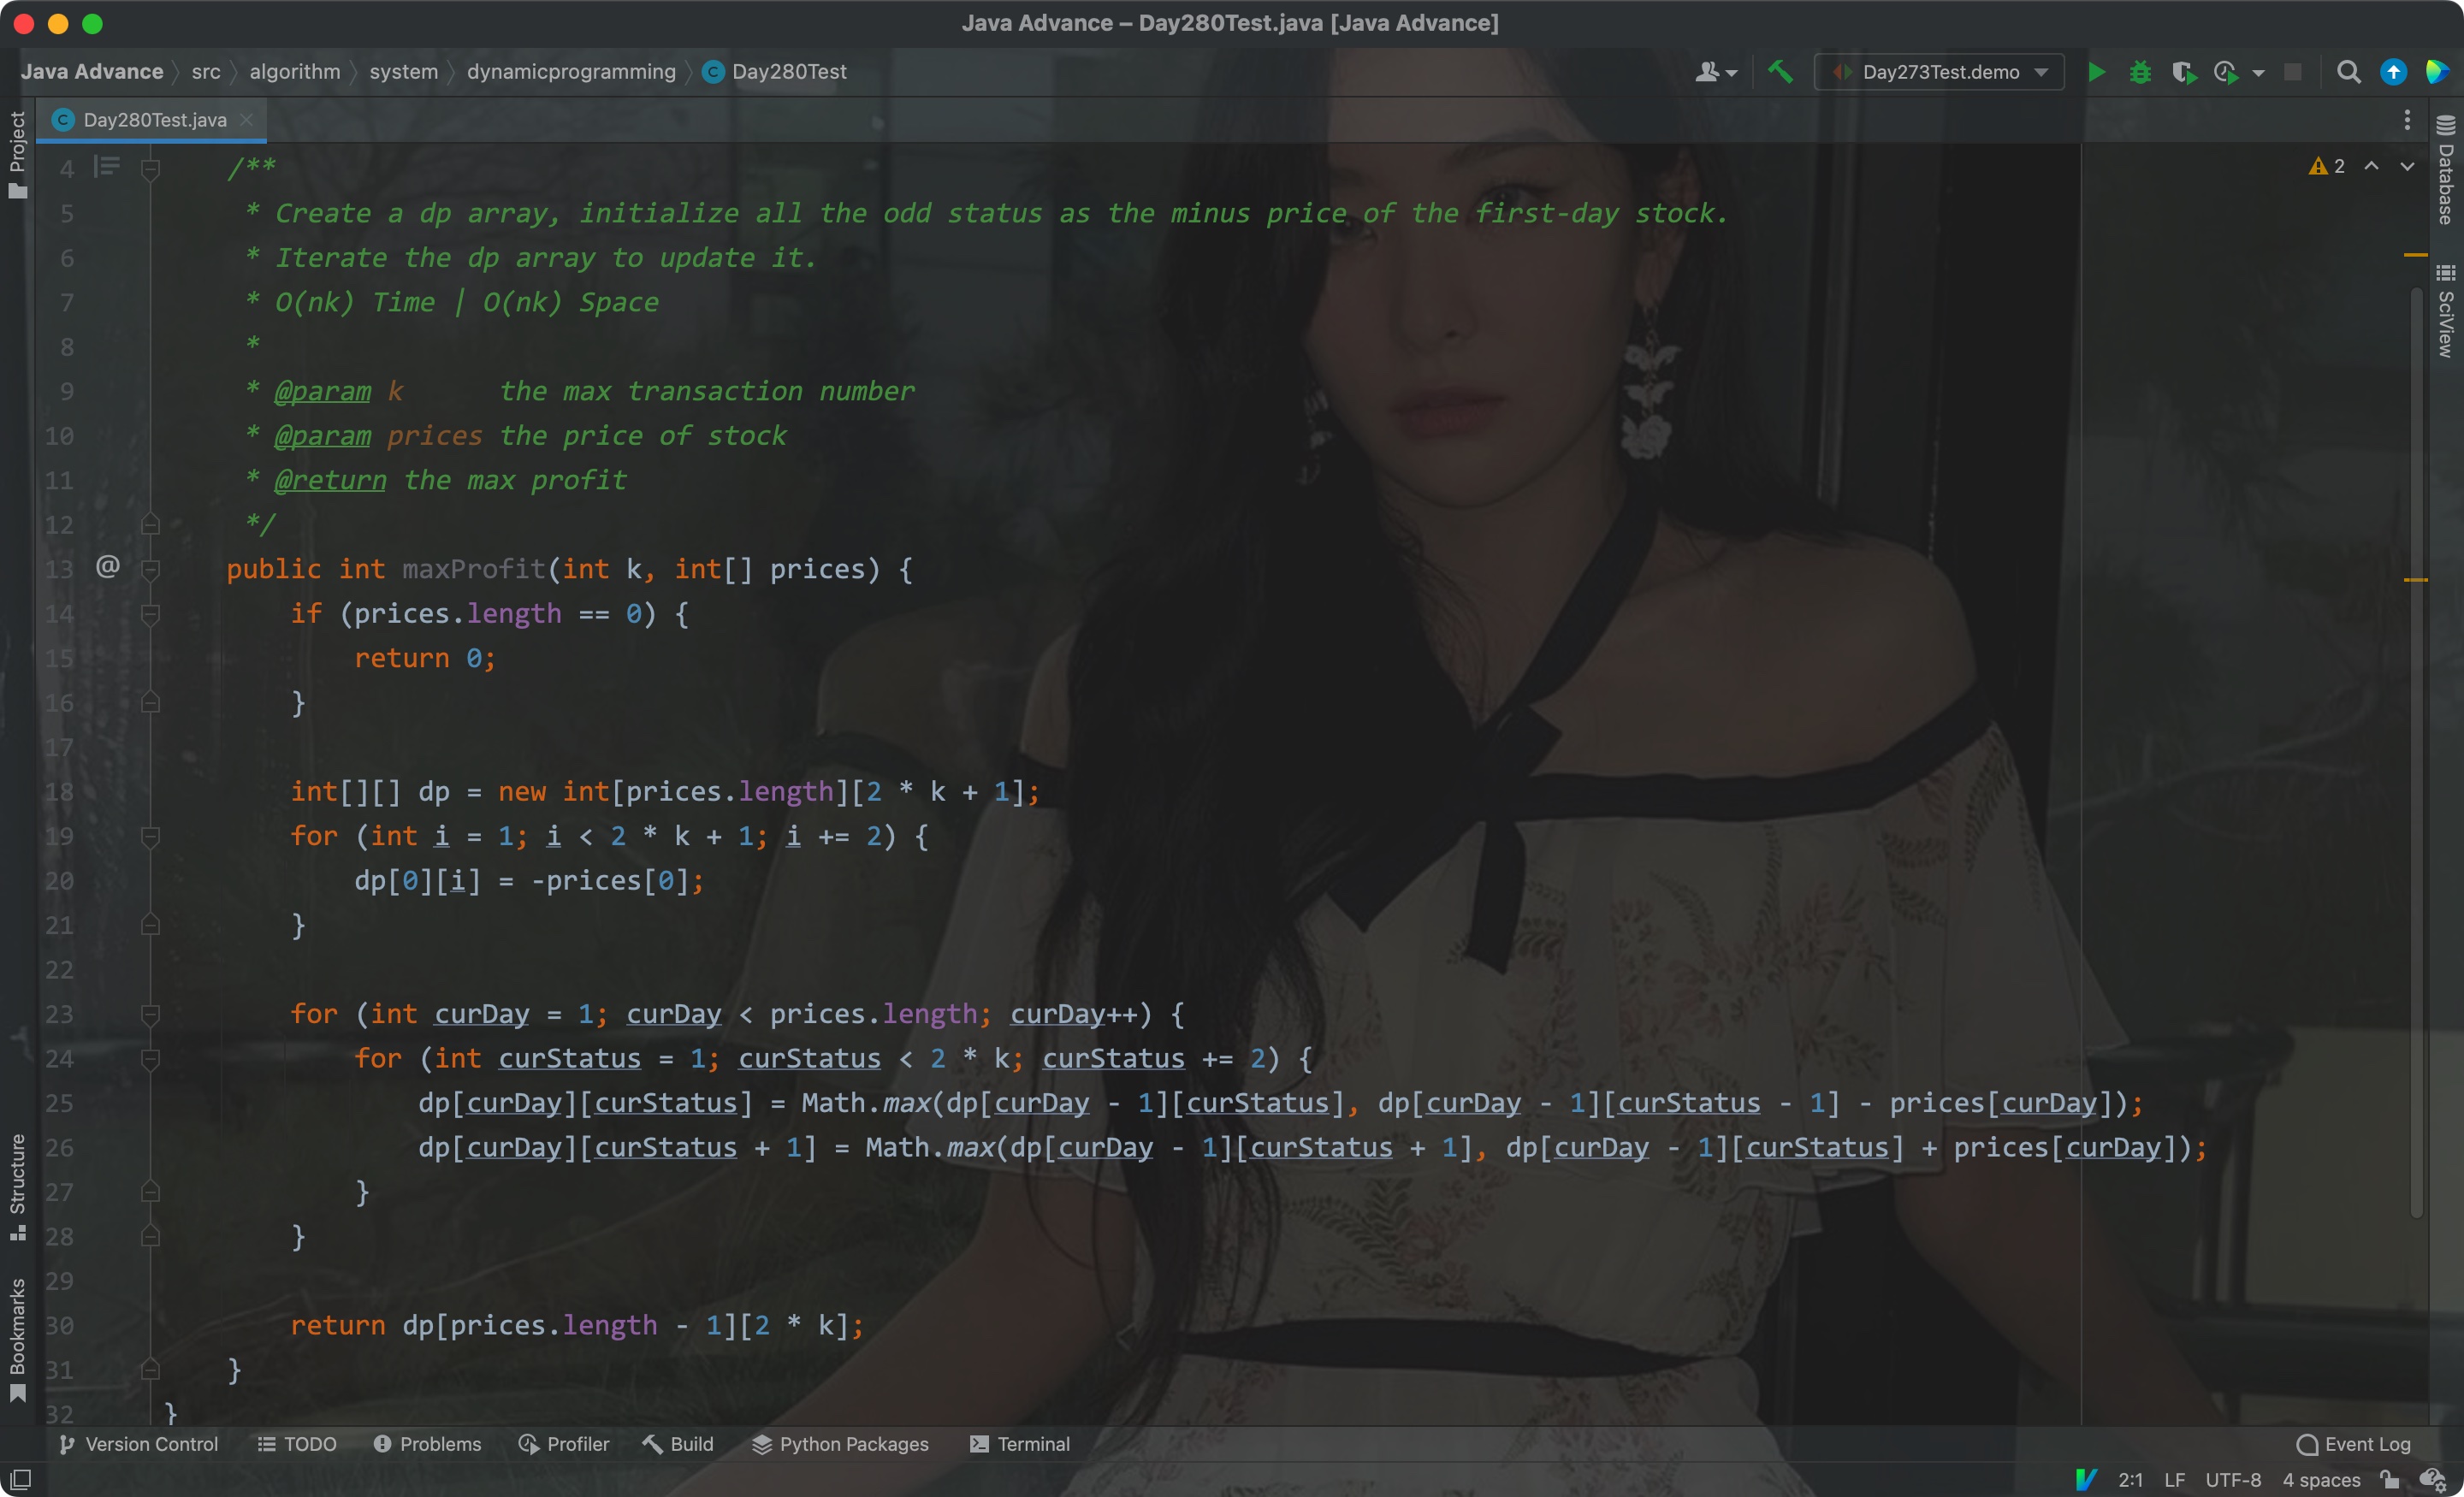 Java Advance – Day280Test.java [Java Advance]
Java Advance src algorithm system dynamicprogramming C Day280Test Day273Test.demo
C Day280Test.java
Project
Database
SciView
Structure
Bookmarks
2
4 /**
5 * Create a dp array, initialize all the odd status as the minus price of the first-day stock.
6 * Iterate the dp array to update it.
7 * O(nk) Time | O(nk) Space
8 *
9 * @param k the max transaction number
10 * @param prices the price of stock
11 * @return the max profit
12 */
13 @ public int maxProfit(int k, int[] prices) {
14 if (prices.length == 0) {
15 return 0;
16 }
17
18 int[][] dp = new int[prices.length][2 * k + 1];
19 for (int i = 1; i < 2 * k + 1; i += 2) {
20 dp[0][i] = -prices[0];
21 }
22
23 for (int curDay = 1; curDay < prices.length; curDay++) {
24 for (int curStatus = 1; curStatus < 2 * k; curStatus += 2) {
25 dp[curDay][curStatus] = Math.max(dp[curDay - 1][curStatus], dp[curDay - 1][curStatus - 1] - prices[curDay]);
26 dp[curDay][curStatus + 1] = Math.max(dp[curDay - 1][curStatus + 1], dp[curDay - 1][curStatus] + prices[curDay]);
27 }
28 }
29
30 return dp[prices.length - 1][2 * k];
31 }
32 }
Version Control TODO Problems Profiler Build Python Packages Terminal Event Log
2:1 LF UTF-8 4 spaces